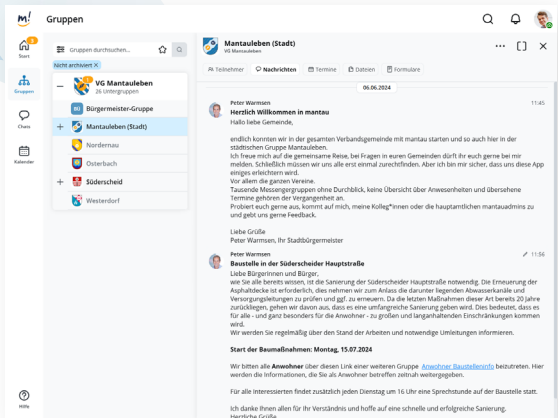 m!
Gruppen
Start
Gruppen
Chats
Kalender
Hilfe
Gruppen durchsuchen...
Nicht archiviert ×
VG Mantauleben
26 Untergruppen
Bürgermeister-Gruppe
Mantauleben (Stadt)
Nordernau
Osterbach
Süderscheid
Westerdorf
Mantauleben (Stadt)
VG Mantauleben
Teilnehmer
Nachrichten
Termine
Dateien
Formulare
06.06.2024
Peter Warmsen 11:45
Herzlich Willkommen in mantau
Hallo liebe Gemeinde,
endlich konnten wir in der gesamten Verbandsgemeinde mit mantau starten und so auch hier in der
städtischen Gruppe Mantauleben.
Ich freue mich auf die gemeinsame Reise, bei Fragen in euren Gemeinden dürft ihr euch gerne bei mir
melden. Schließlich müssen wir uns alle erst einmal zurechtfinden. Aber ich bin mir sicher, dass uns diese App
einiges erleichtern wird.
Vor allem die ganzen Vereine.
Tausende Messengergruppen ohne Durchblick, keine Übersicht über Anwesenheiten und übersehene
Termine gehören der Vergangenheit an.
Probiert euch gerne aus, kommt auf mich, meine Kolleg*innen oder die hauptamtlichen mantauadmins zu
und gebt uns gerne Feedback.
Liebe Grüße
Peter Warmsen, Ihr Stadtbürgermeister
Peter Warmsen 11:56
Baustelle in der Süderscheider Hauptstraße
Liebe Bürgerinnen und Bürger,
wie Sie alle bereits wissen, ist die Sanierung der Süderscheider Hauptstraße notwendig. Die Erneuerung der
Asphaltdecke ist erforderlich, dies nehmen wir zum Anlass die darunter liegenden Abwasserkanäle und
Versorgungsleitungen zu prüfen und ggf. zu erneuern. Da die letzten Maßnahmen dieser Art bereits 20 Jahre
zurückliegen, gehen wir davon aus, dass es eine umfangreiche Sanierung geben wird. Dies bedeutet, dass es
für alle - und ganz besonders für die Anwohner - zu großen und langanhaltenden Einschränkungen kommen
wird.
Wir werden Sie regelmäßig über den Stand der Arbeiten und notwendige Umleitungen informieren.
Start der Baumaßnahmen: Montag, 15.07.2024
Wir bitten alle Anwohner über diesen Link einer weiteren Gruppe Anwohner Baustelleninfo beizutreten. Hier
werden die Informationen, die Sie als Anwohner betreffen zeitnah weitergegeben.
Für alle Interessierten findet zusätzlich jeden Dienstag um 16 Uhr eine Sprechstunde auf der Baustelle statt.
Ich danke Ihnen allen für Ihr Verständnis und hoffe auf eine schnelle und erfolgreiche Sanierung.
Herzliche Grüße